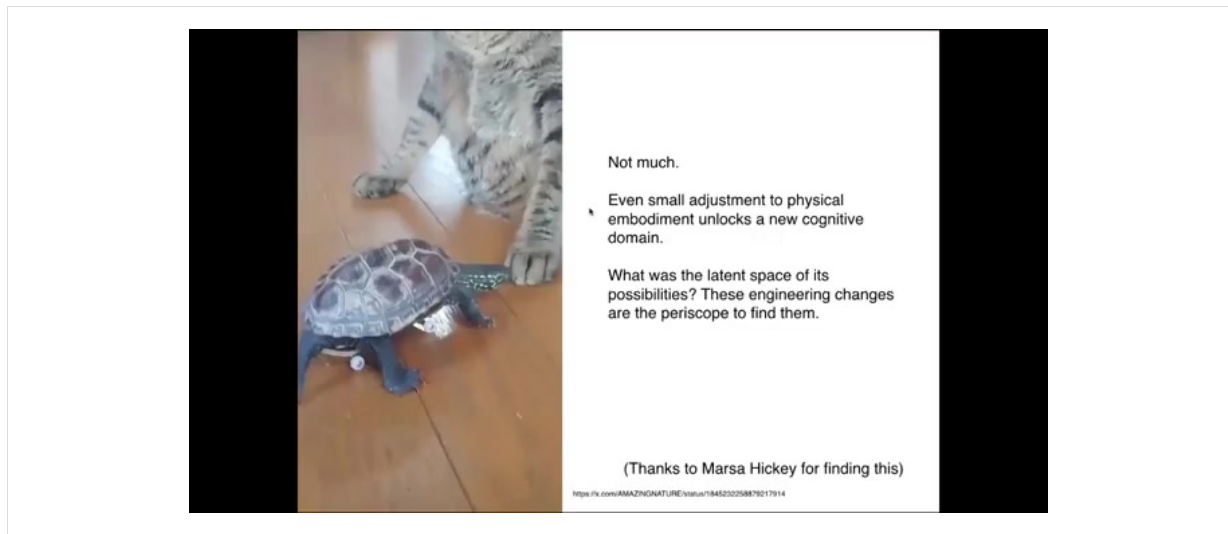 Not much.
Even small adjustment to physical
embodiment unlocks a new cognitive
domain.
What was the latent space of its
possibilities? These engineering changes
are the periscope to find them.
(Thanks to Marsa Hickey for finding this)
https://x.com/AMAZINGNATURE/status/1845232258879217914